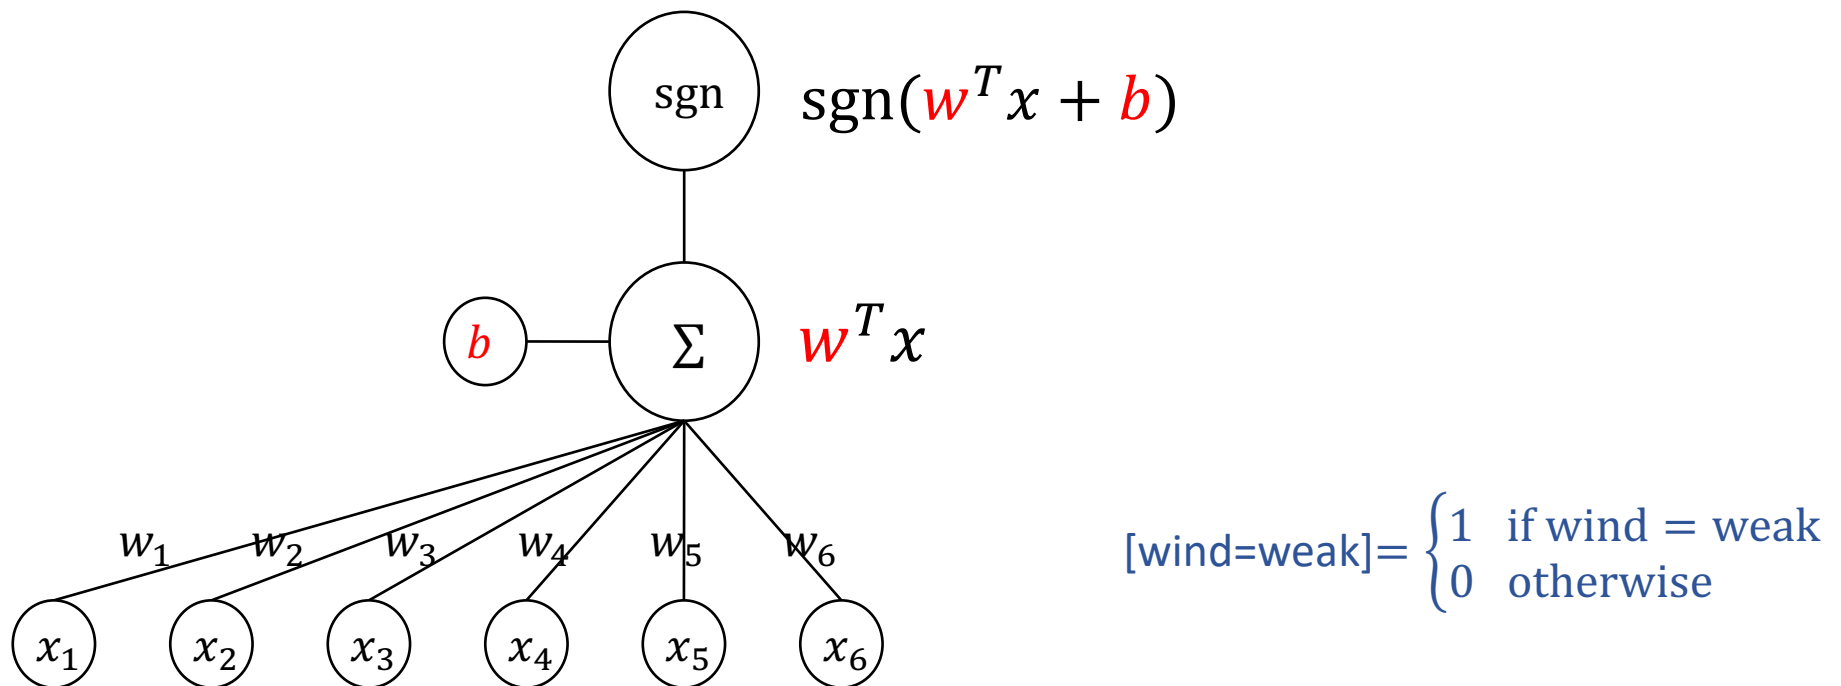 sgn
sgn(w^T x + b)
b
Σ
w^T x
w₁ w₂ w₃ w₄ w₅ w₆
[wind=weak]= { 1 if wind = weak
0 otherwise
x₁ x₂ x₃ x₄ x₅ x₆